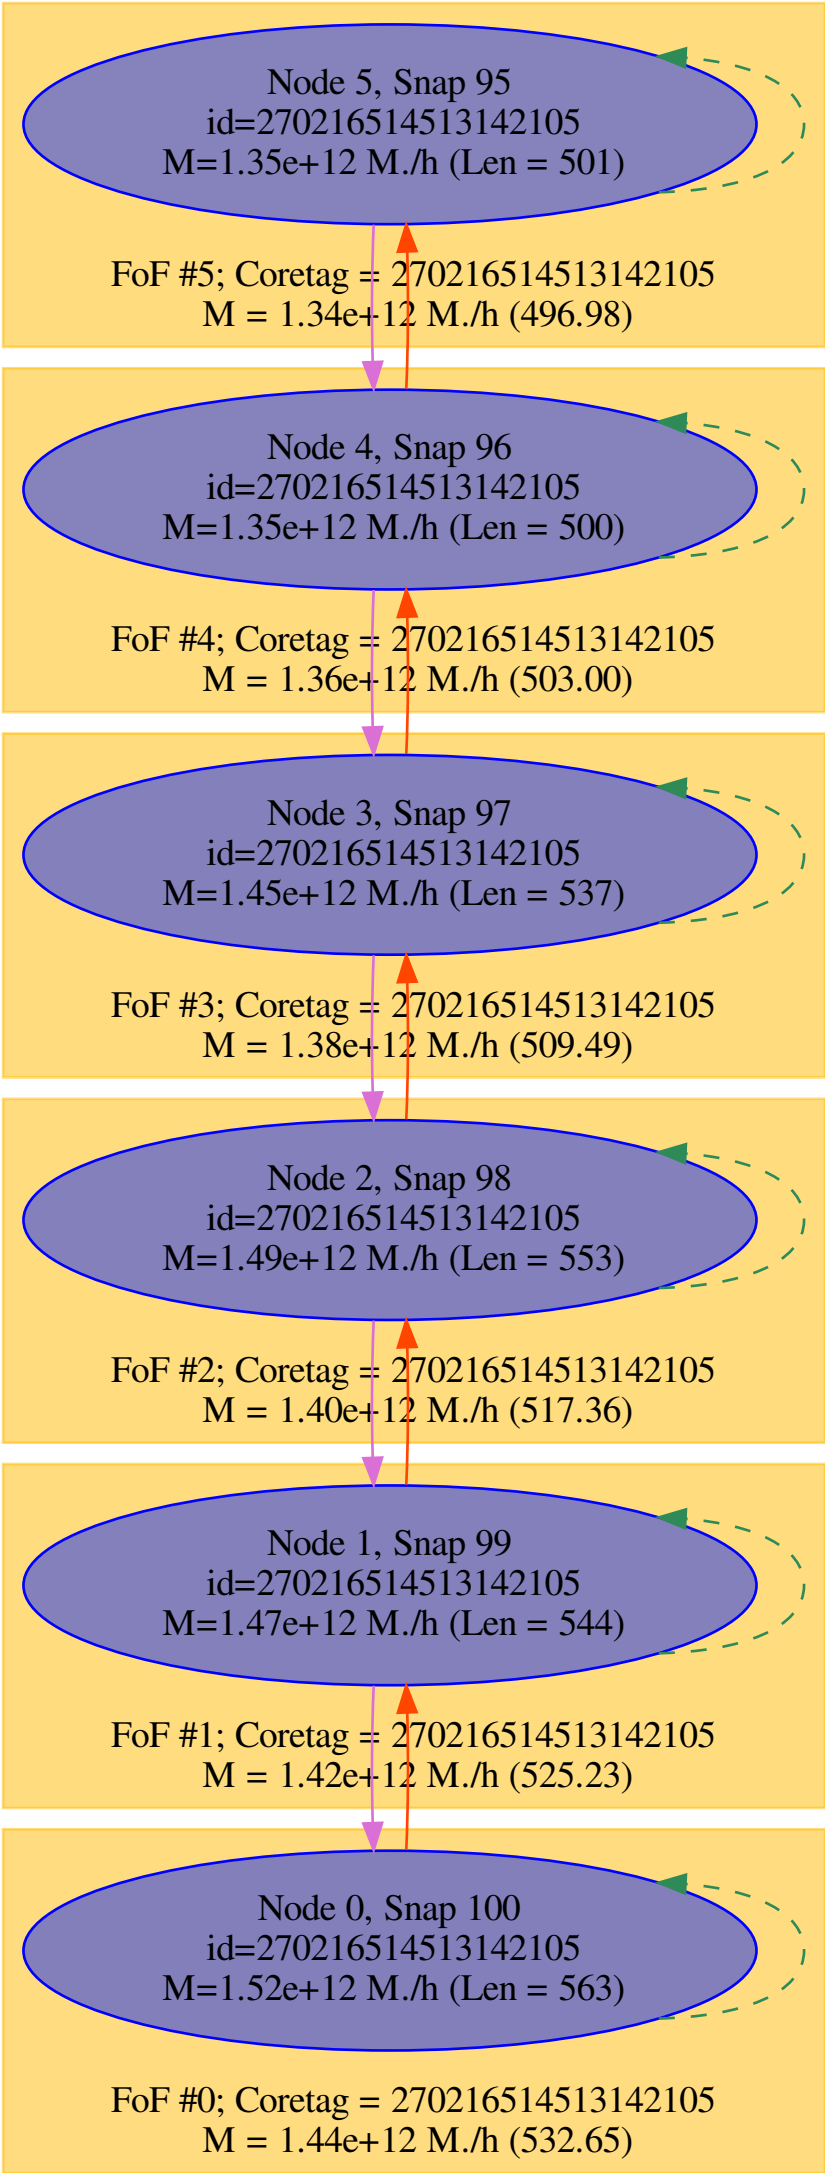 Node 5, Snap 95
id=270216514513142105
M=1.35e+12 M./h (Len = 501)
FoF #5; Coretag = 270216514513142105
M = 1.34e+12 M./h (496.98)
Node 4, Snap 96
id=270216514513142105
M=1.35e+12 M./h (Len = 500)
FoF #4; Coretag = 270216514513142105
M = 1.36e+12 M./h (503.00)
Node 3, Snap 97
id=270216514513142105
M=1.45e+12 M./h (Len = 537)
FoF #3; Coretag = 270216514513142105
M = 1.38e+12 M./h (509.49)
Node 2, Snap 98
id=270216514513142105
M=1.49e+12 M./h (Len = 553)
FoF #2; Coretag = 270216514513142105
M = 1.40e+12 M./h (517.36)
Node 1, Snap 99
id=270216514513142105
M=1.47e+12 M./h (Len = 544)
FoF #1; Coretag = 270216514513142105
M = 1.42e+12 M./h (525.23)
Node 0, Snap 100
id=270216514513142105
M=1.52e+12 M./h (Len = 563)
FoF #0; Coretag = 270216514513142105
M = 1.44e+12 M./h (532.65)